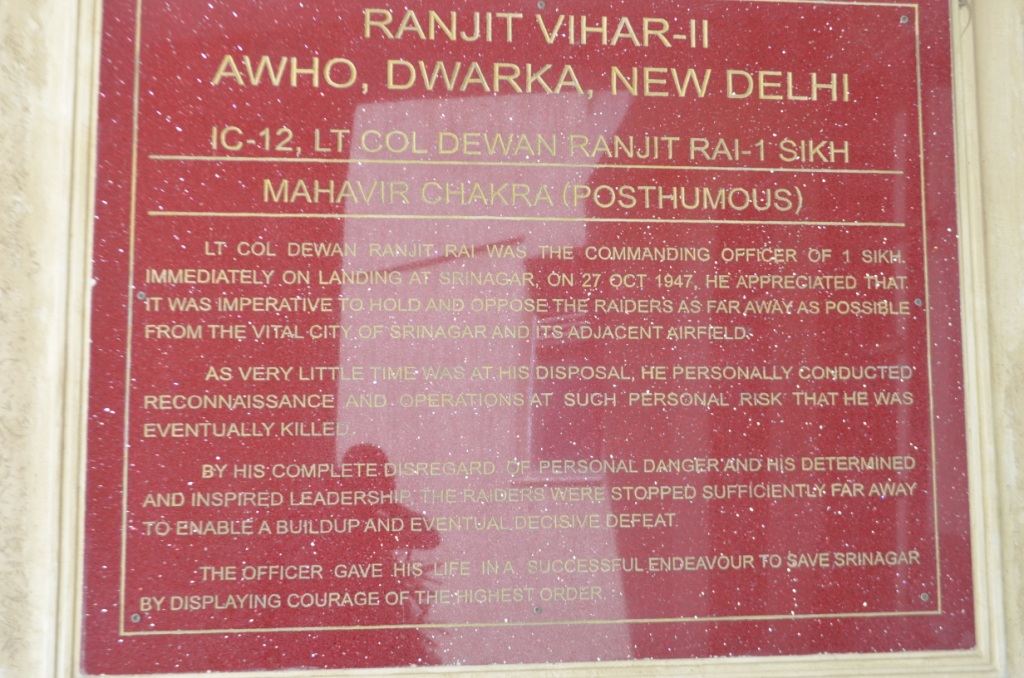 RANJIT VIHAR-II
AWHO, DWARKA, NEW DELHI
IC-12, LT COL DEWAN RANJIT RAI-1 SIKH
MAHAVIR CHAKRA (POSTHUMOUS)
LT COL DEWAN RANJIT RAI WAS THE COMMANDING OFFICER OF 1 SIKH.
IMMEDIATELY ON LANDING AT SRINAGAR, ON 27 OCT 1947, HE APPRECIATED THAT
IT WAS IMPERATIVE TO HOLD AND OPPOSE THE RAIDERS AS FAR AWAY AS POSSIBLE
FROM THE VITAL CITY OF SRINAGAR AND ITS ADJACENT AIRFIELD.
AS VERY LITTLE TIME WAS AT HIS DISPOSAL, HE PERSONALLY CONDUCTED
RECONNAISSANCE AND OPERATIONS AT SUCH PERSONAL RISK THAT HE WAS
EVENTUALLY KILLED.
BY HIS COMPLETE DISREGARD OF PERSONAL DANGER AND HIS DETERMINED
AND INSPIRED LEADERSHIP, THE RAIDERS WERE STOPPED SUFFICIENTLY FAR AWAY
TO ENABLE A BUILDUP AND EVENTUAL DECISIVE DEFEAT.
THE OFFICER GAVE HIS LIFE IN A SUCCESSFUL ENDEAVOUR TO SAVE SRINAGAR
BY DISPLAYING COURAGE OF THE HIGHEST ORDER.